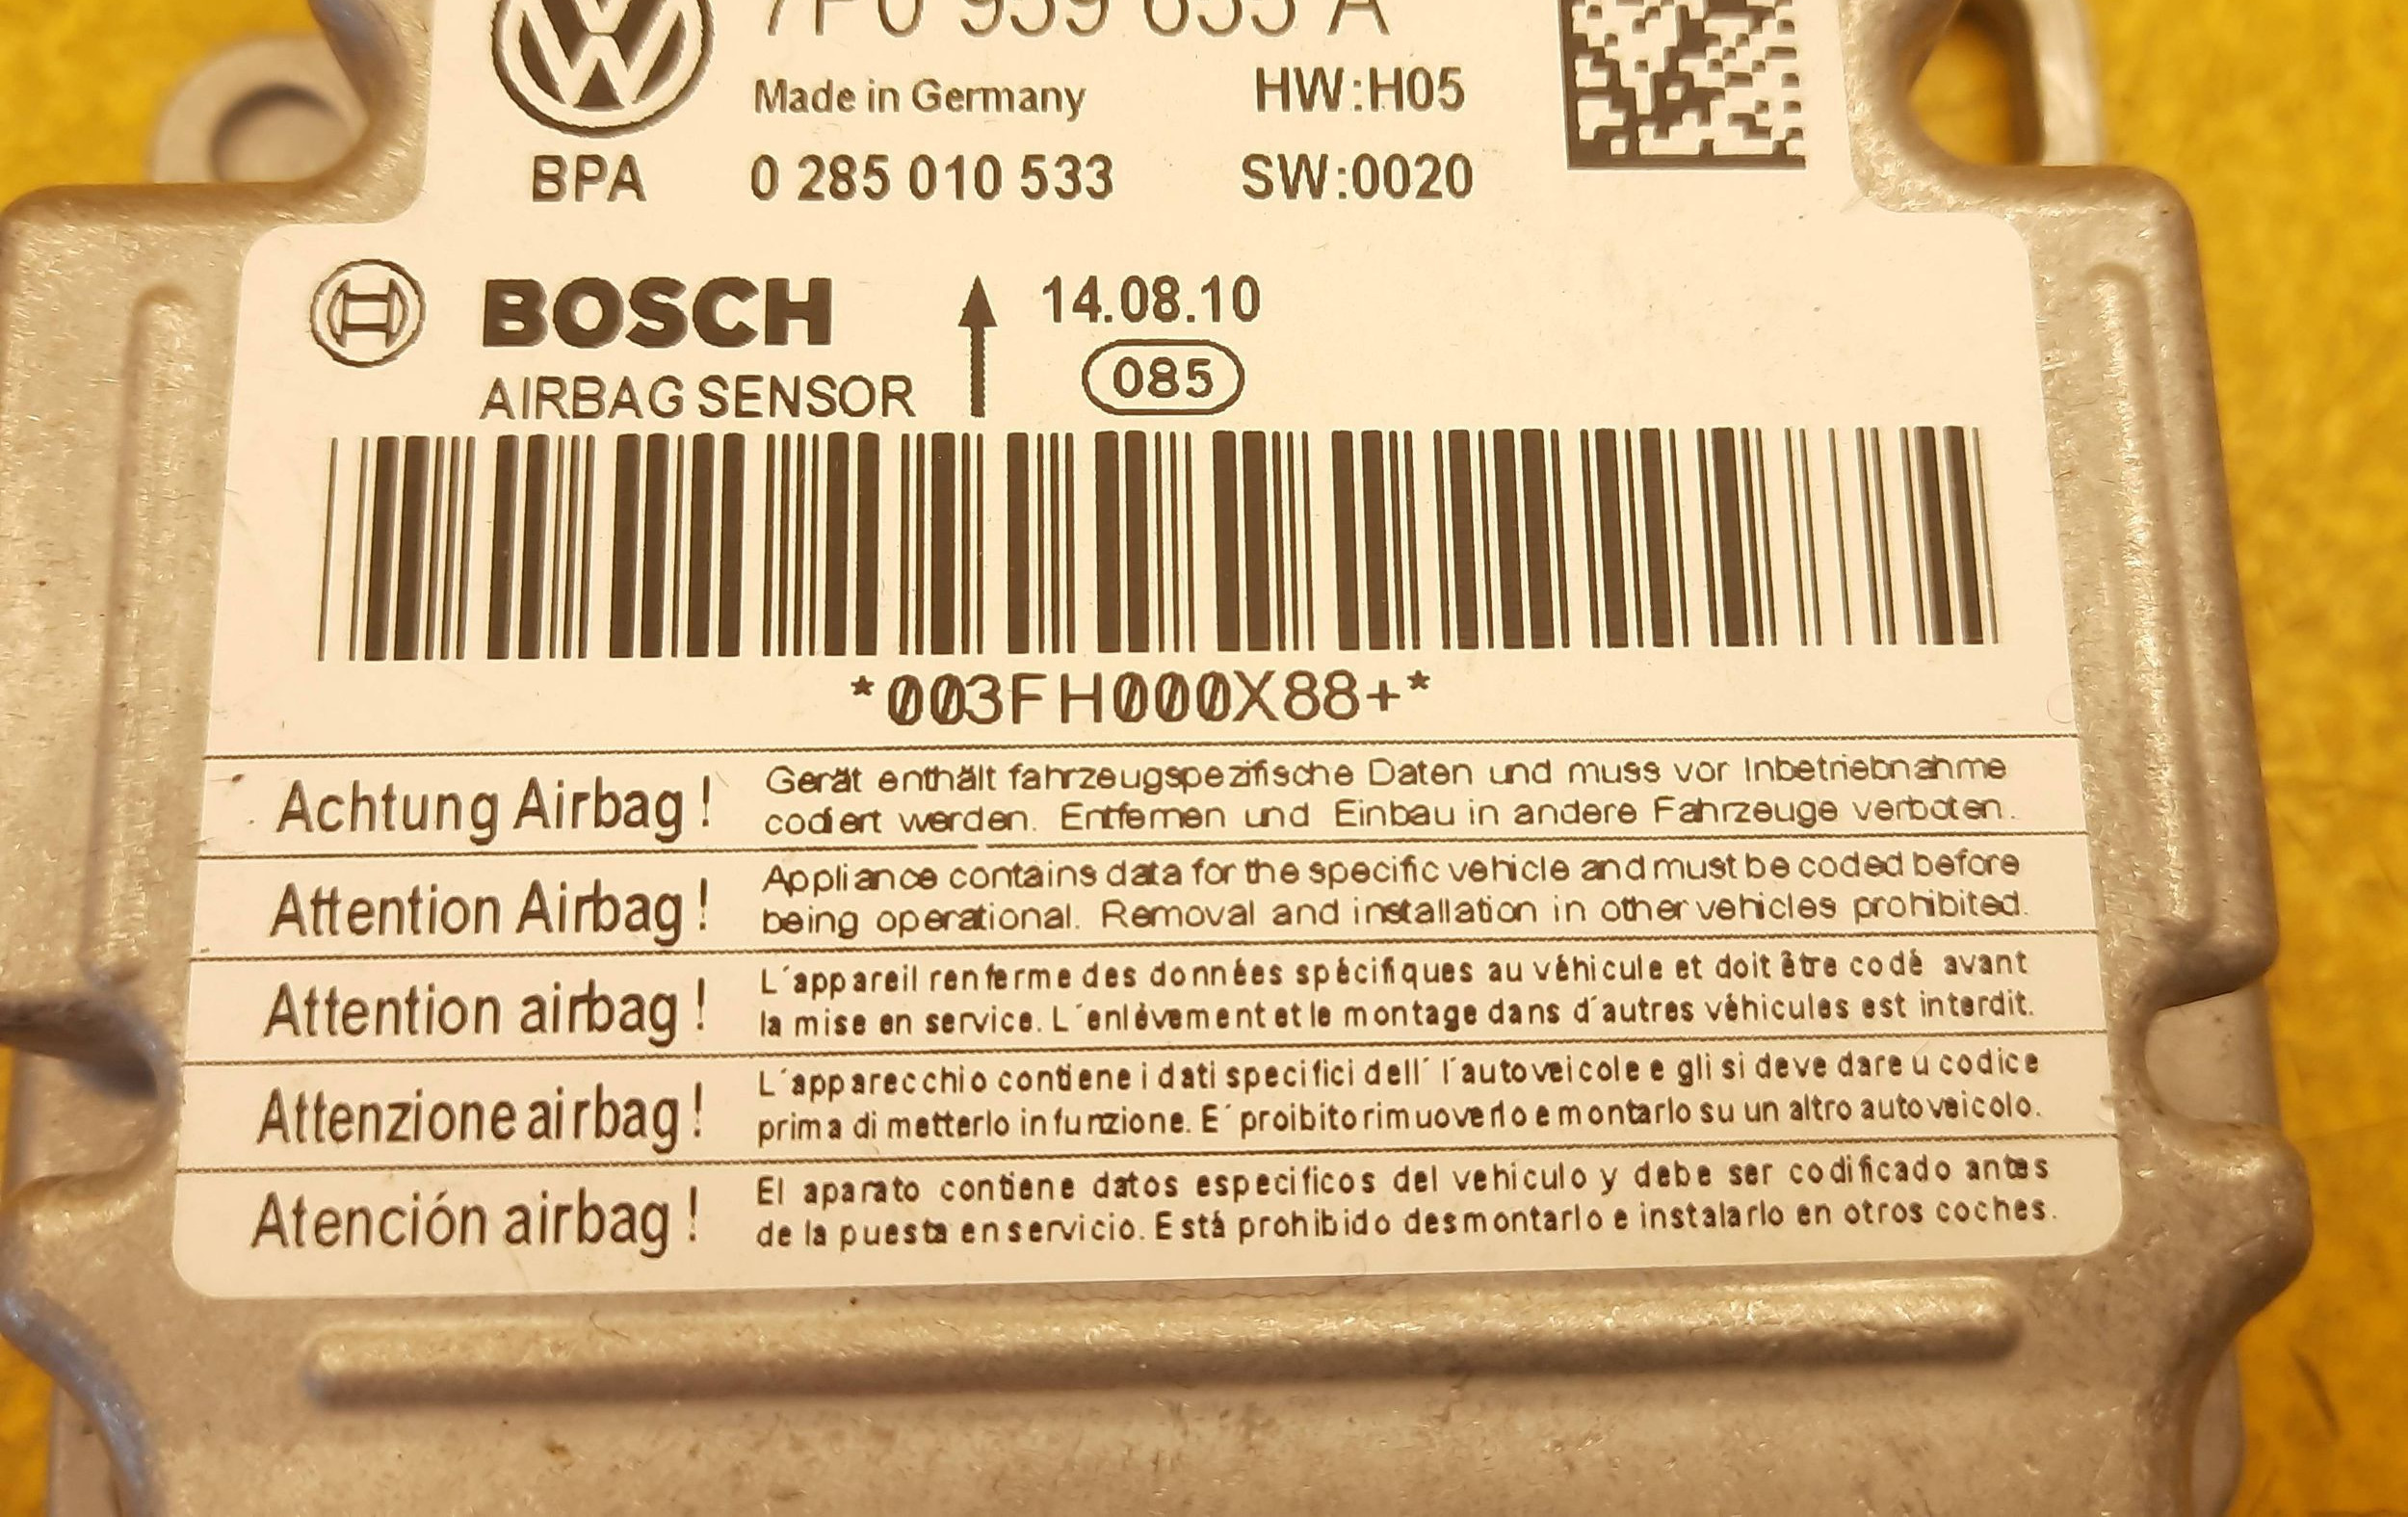 7P0 959 655 A
Made in Germany HW:H05
BPA 0 285 010 533 SW:0020
BOSCH 14.08.10
AIRBAG SENSOR 085
*003FH000X88+*
Achtung Airbag! Gerät enthält fahrzeugspezifische Daten und muss vor Inbetriebnahme
codiert werden. Entfernen und Einbau in andere Fahrzeuge verboten.
Attention Airbag! Appliance contains data for the specific vehicle and must be coded before
being operational. Removal and installation in other vehicles prohibited.
Attention airbag! L´appareil renferme des données spécifiques au véhicule et doit être codé avant
la mise en service. L´enlèvement et le montage dans d´autres véhicules est interdit.
Attenzione airbag! L´apparecchio contiene i dati specifici dell´ l´autoveicole e gli si deve dare u codice
prima di metterlo in funzione. E´ proibito rimuoverlo e montarlo su un altro autoveicolo.
Atención airbag! El aparato contiene datos especificos del vehiculo y debe ser codificado antes
de la puesta en servicio. Está prohibido desmontarlo e instalarlo en otros coches.